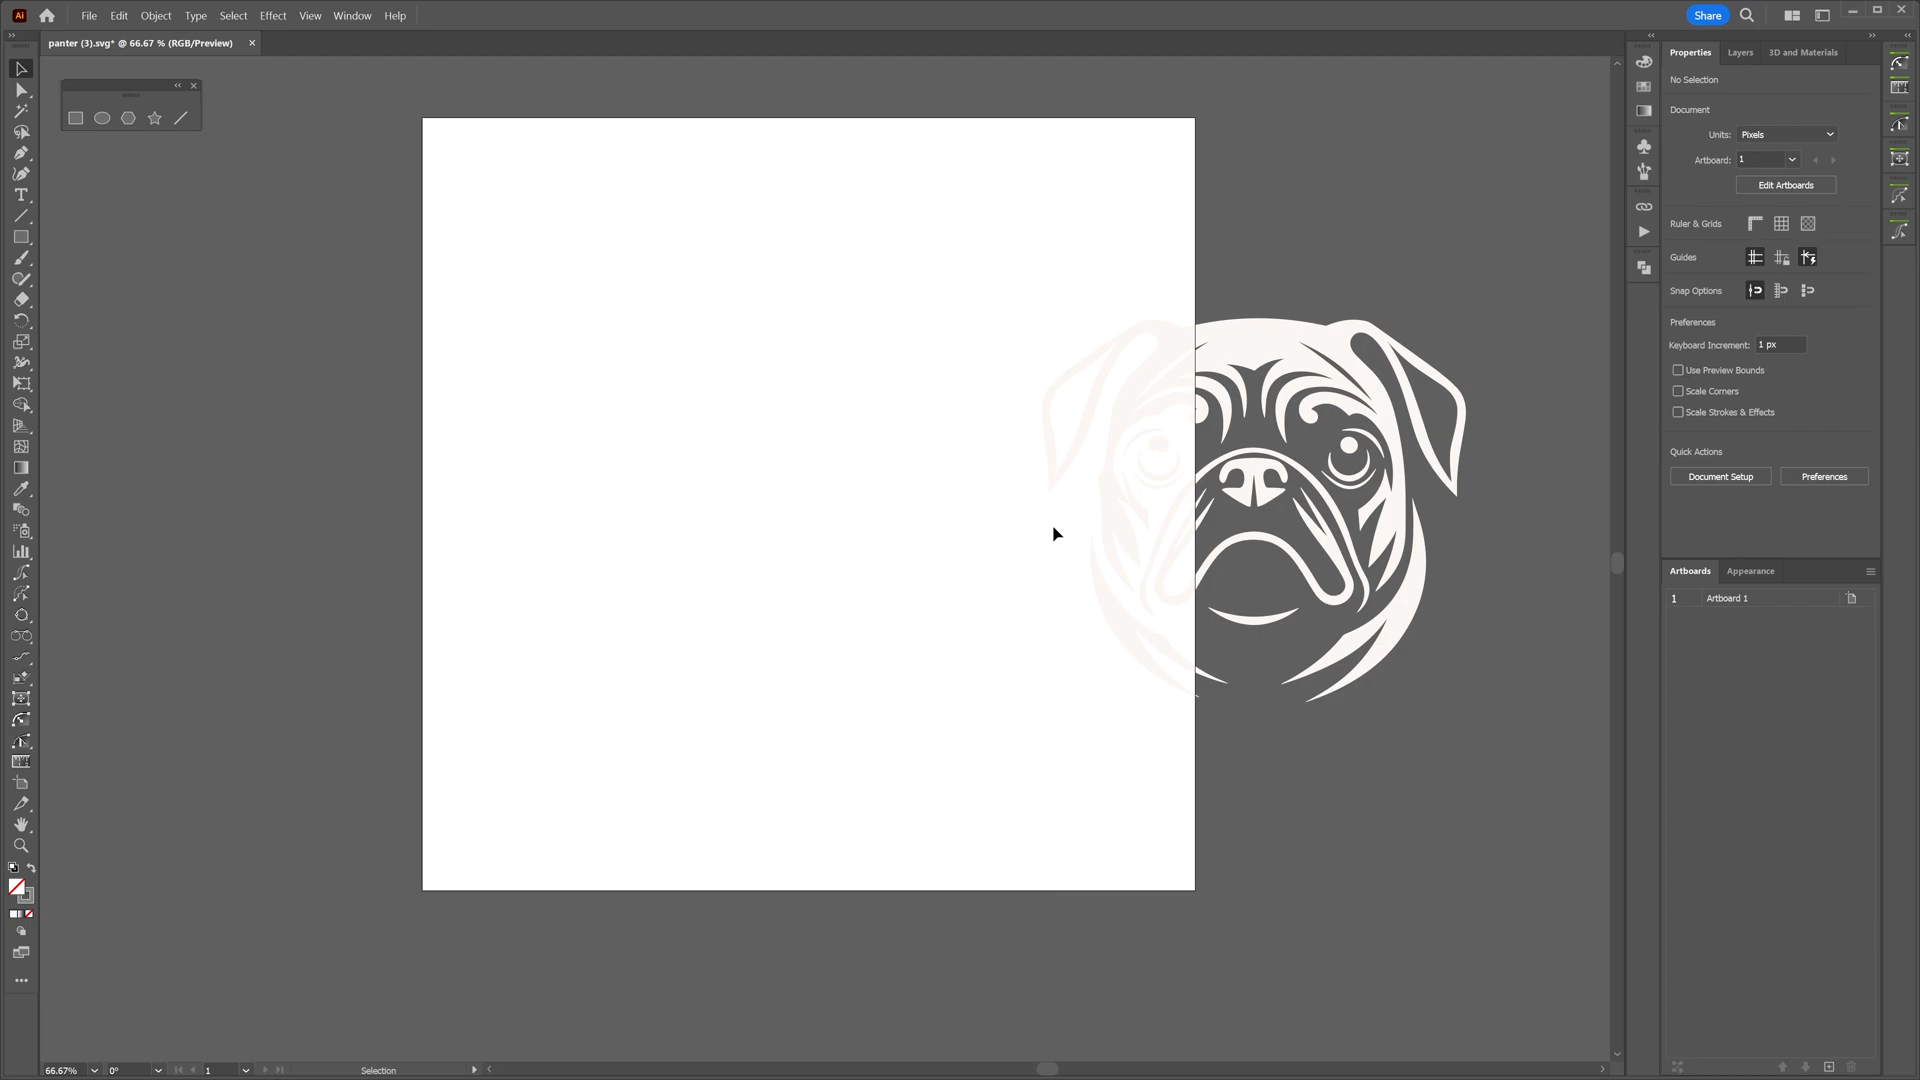 Ai File Edit Object Type Select Effect View Window Help Share
panter (3).svg* @ 66.67 % (RGB/Preview)
Properties Layers 3D and Materials
No Selection
Document
Units: Pixels
Artboard: 1
Edit Artboards
Ruler & Grids
Guides
Snap Options
Preferences
Keyboard Increment: 1 px
Use Preview Bounds
Scale Corners
Scale Strokes & Effects
Quick Actions
Document Setup Preferences
Artboards Appearance
1 Artboard 1
66.67% 0° 1 Selection